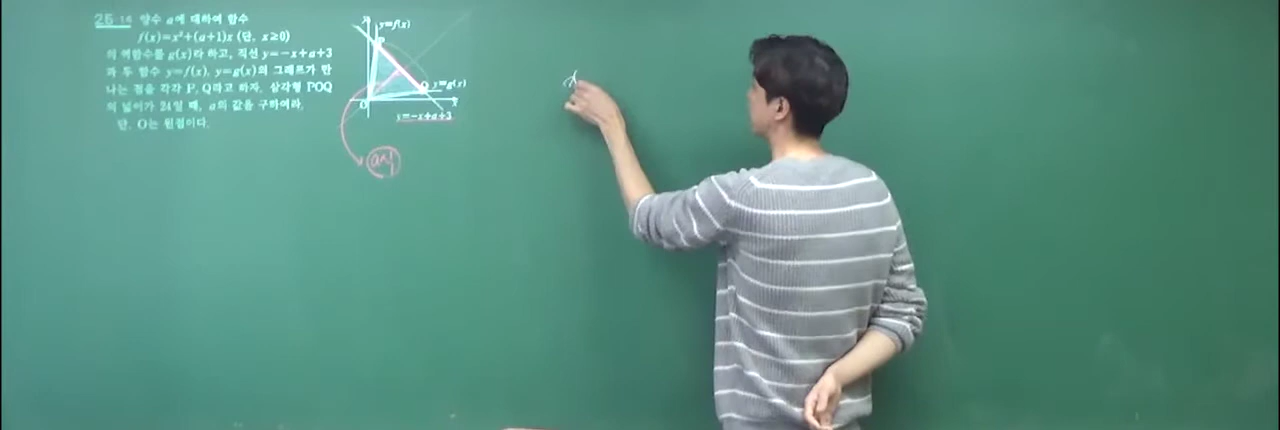 25 14 양수 a에 대하여 함수
f(x)=x²+(a+1)x (단, x≥0)
의 역함수를 g(x)라 하고, 직선 y=-x+a+3
과 두 함수 y=f(x), y=g(x)의 그래프가 만
나는 점을 각각 P, Q라고 하자. 삼각형 POQ
의 넓이가 24일 때, a의 값을 구하여라.
단, O는 원점이다.
y=f(x)
P
Q
y=g(x)
O
x
y=-x+a+3